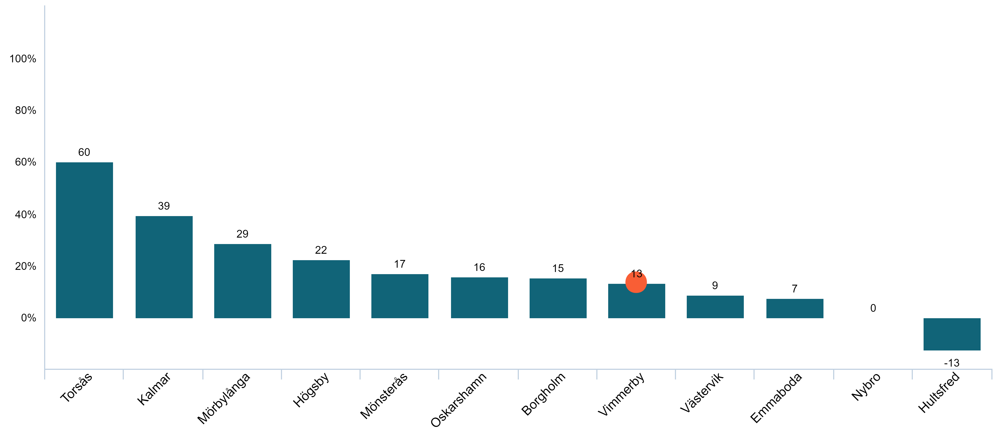 100%
80%
60%
40%
20%
0%
60
39
29
22
17
16
15
13
9
7
0
-13
Torsås
Kalmar
Mörbylånga
Högsby
Mönsterås
Oskarshamn
Borgholm
Vimmerby
Västervik
Emmaboda
Nybro
Hultsfred